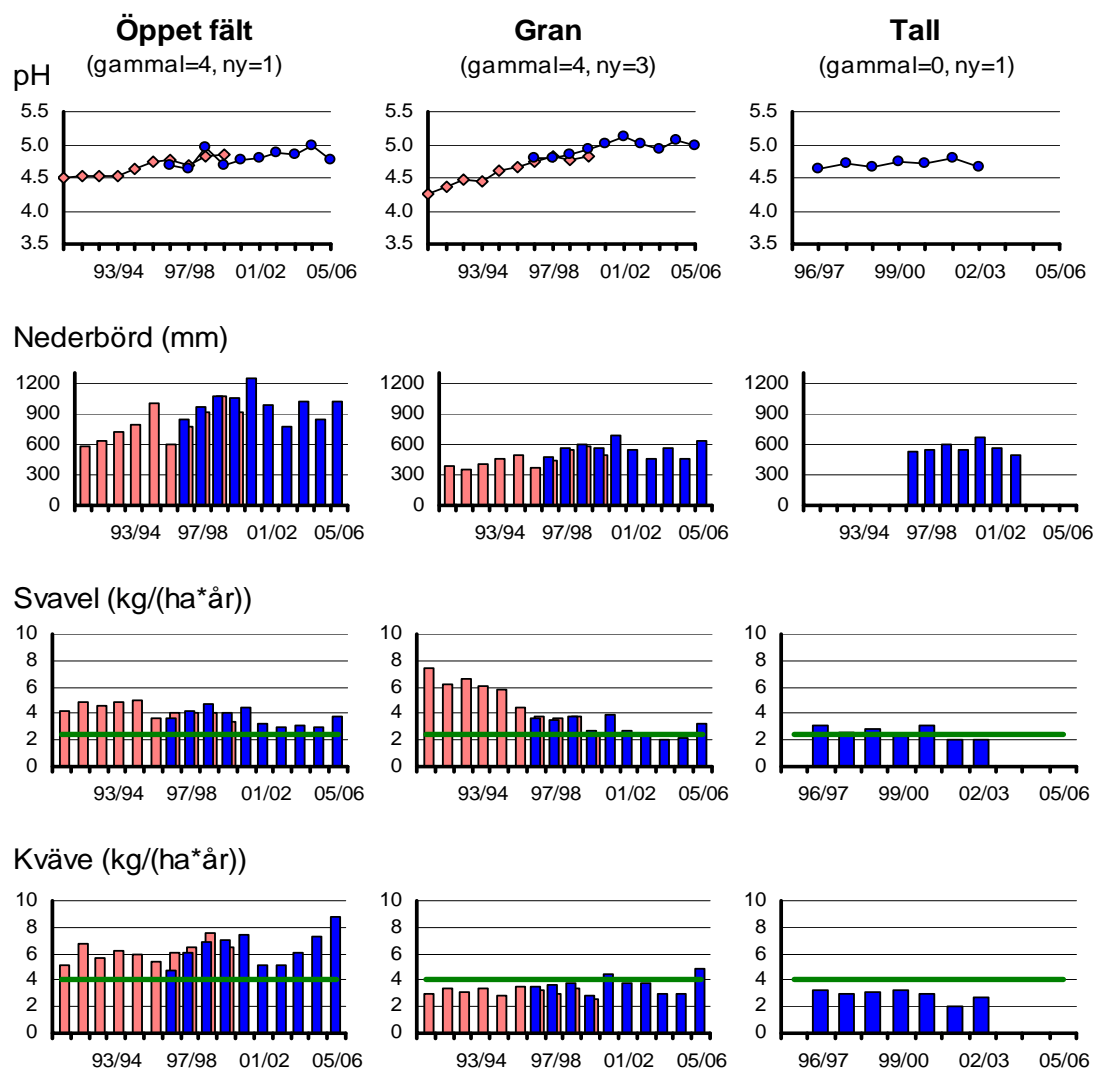 Öppet fält Gran Tall
(gammal=4, ny=1) (gammal=4, ny=3) (gammal=0, ny=1)
pH
5.5 5.5 5.5
5.0 5.0 5.0
4.5 4.5 4.5
4.0 4.0 4.0
3.5 3.5 3.5
93/94 97/98 01/02 05/06 93/94 97/98 01/02 05/06 96/97 99/00 02/03 05/06
Nederbörd (mm)
1200 1200 1200
900 900 900
600 600 600
300 300 300
0 0 0
93/94 97/98 01/02 05/06 93/94 97/98 01/02 05/06 93/94 97/98 01/02 05/06
Svavel (kg/(ha*år))
10 10 10
8 8 8
6 6 6
4 4 4
2 2 2
0 0 0
93/94 97/98 01/02 05/06 93/94 97/98 01/02 05/06 96/97 99/00 02/03 05/06
Kväve (kg/(ha*år))
10 10 10
8 8 8
6 6 6
4 4 4
2 2 2
0 0 0
93/94 97/98 01/02 05/06 93/94 97/98 01/02 05/06 96/97 99/00 02/03 05/06